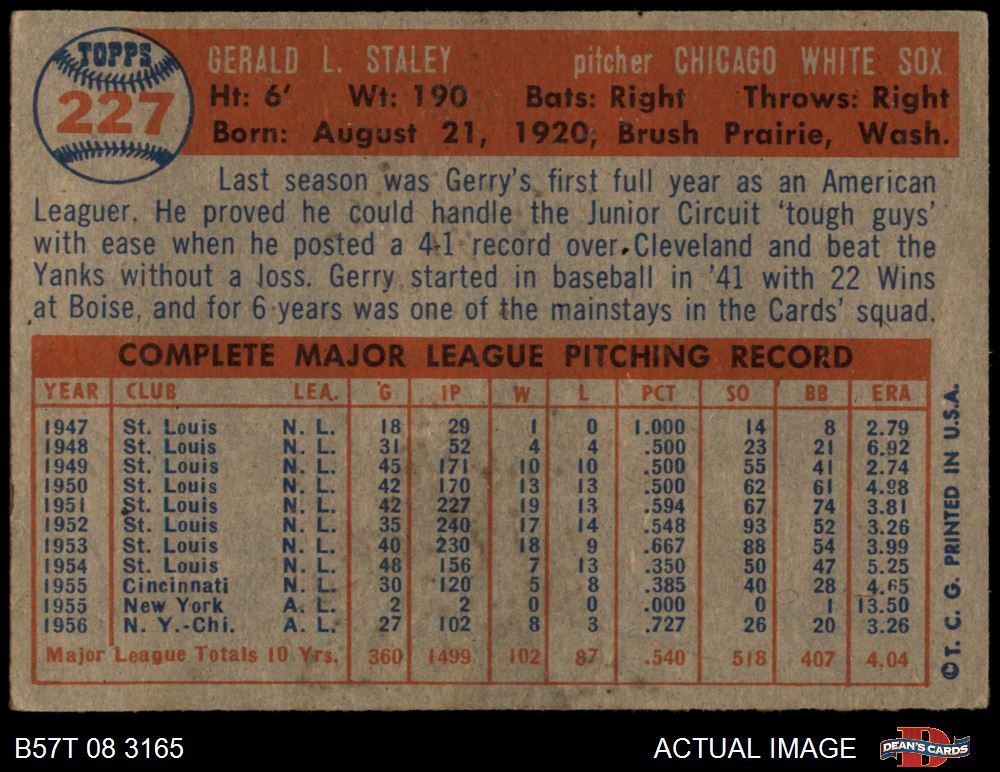 TOPPS
227
GERALD L. STALEY pitcher CHICAGO WHITE SOX
Ht: 6' Wt: 190 Bats: Right Throws: Right
Born: August 21, 1920; Brush Prairie, Wash.
Last season was Gerry's first full year as an American
Leaguer. He proved he could handle the Junior Circuit 'tough guys'
with ease when he posted a 4-1 record over Cleveland and beat the
Yanks without a loss. Gerry started in baseball in '41 with 22 Wins
at Boise, and for 6 years was one of the mainstays in the Cards' squad.
COMPLETE MAJOR LEAGUE PITCHING RECORD
YEAR CLUB LEA. G IP W L PCT SO BB ERA
1947 St. Louis N. L. 18 29 1 0 1.000 14 8 2.79
1948 St. Louis N. L. 31 52 4 4 .500 23 21 6.92
1949 St. Louis N. L. 45 171 10 10 .500 55 41 2.74
1950 St. Louis N. L. 42 170 13 13 .500 62 61 4.98
1951 St. Louis N. L. 42 227 19 13 .594 67 74 3.81
1952 St. Louis N. L. 35 240 17 14 .548 93 52 3.26
1953 St. Louis N. L. 40 230 18 9 .667 88 54 3.99
1954 St. Louis N. L. 48 156 7 13 .350 50 47 5.25
1955 Cincinnati N. L. 30 120 5 8 .385 40 28 4.65
1955 New York A. L. 2 2 0 0 .000 0 1 13.50
1956 N. Y.-Chi. A. L. 27 102 8 3 .727 26 20 3.26
Major League Totals 10 Yrs. 360 1499 102 87 .540 518 407 4.04
© T. C. G. PRINTED IN U.S.A.
B57T 08 3165 ACTUAL IMAGE DEAN'S CARDS